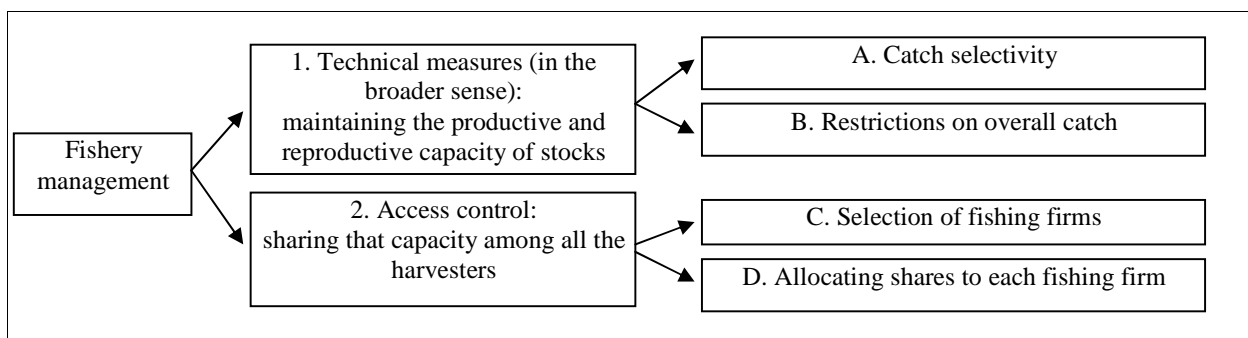 Fishery
management
1. Technical measures (in the
broader sense):
maintaining the productive and
reproductive capacity of stocks
A. Catch selectivity
B. Restrictions on overall catch
2. Access control:
sharing that capacity among all the
harvesters
C. Selection of fishing firms
D. Allocating shares to each fishing firm